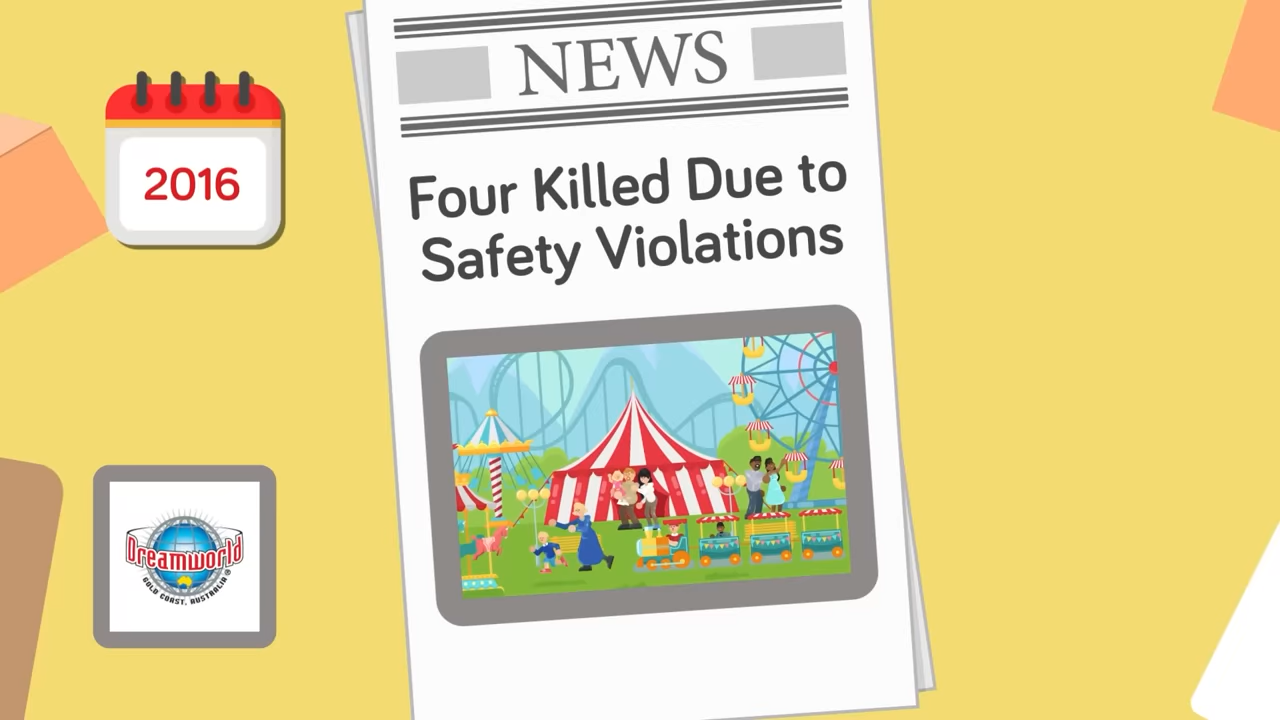 NEWS
2016
Four Killed Due to
Safety Violations
Dreamworld
GOLD COAST, AUSTRALIA®